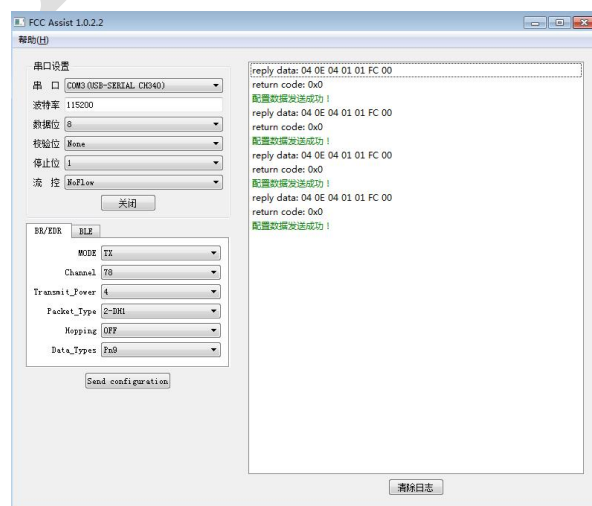 FCC Assist 1.0.2.2
帮助(H)
串口设置
串 口 COM3 (USB-SERIAL CH340)
波特率 115200
数据位 8
校验位 None
停止位 1
流 控 NoFlow
关闭
BR/EDR BLE
MODE TX
Channel 78
Transmit_Power 4
Packet_Type 2-DH1
Hopping OFF
Data_Types Pn9
Send configuration
reply data: 04 0E 04 01 01 FC 00
return code: 0x0
配置数据发送成功！
reply data: 04 0E 04 01 01 FC 00
return code: 0x0
配置数据发送成功！
reply data: 04 0E 04 01 01 FC 00
return code: 0x0
配置数据发送成功！
reply data: 04 0E 04 01 01 FC 00
return code: 0x0
配置数据发送成功！
清除日志